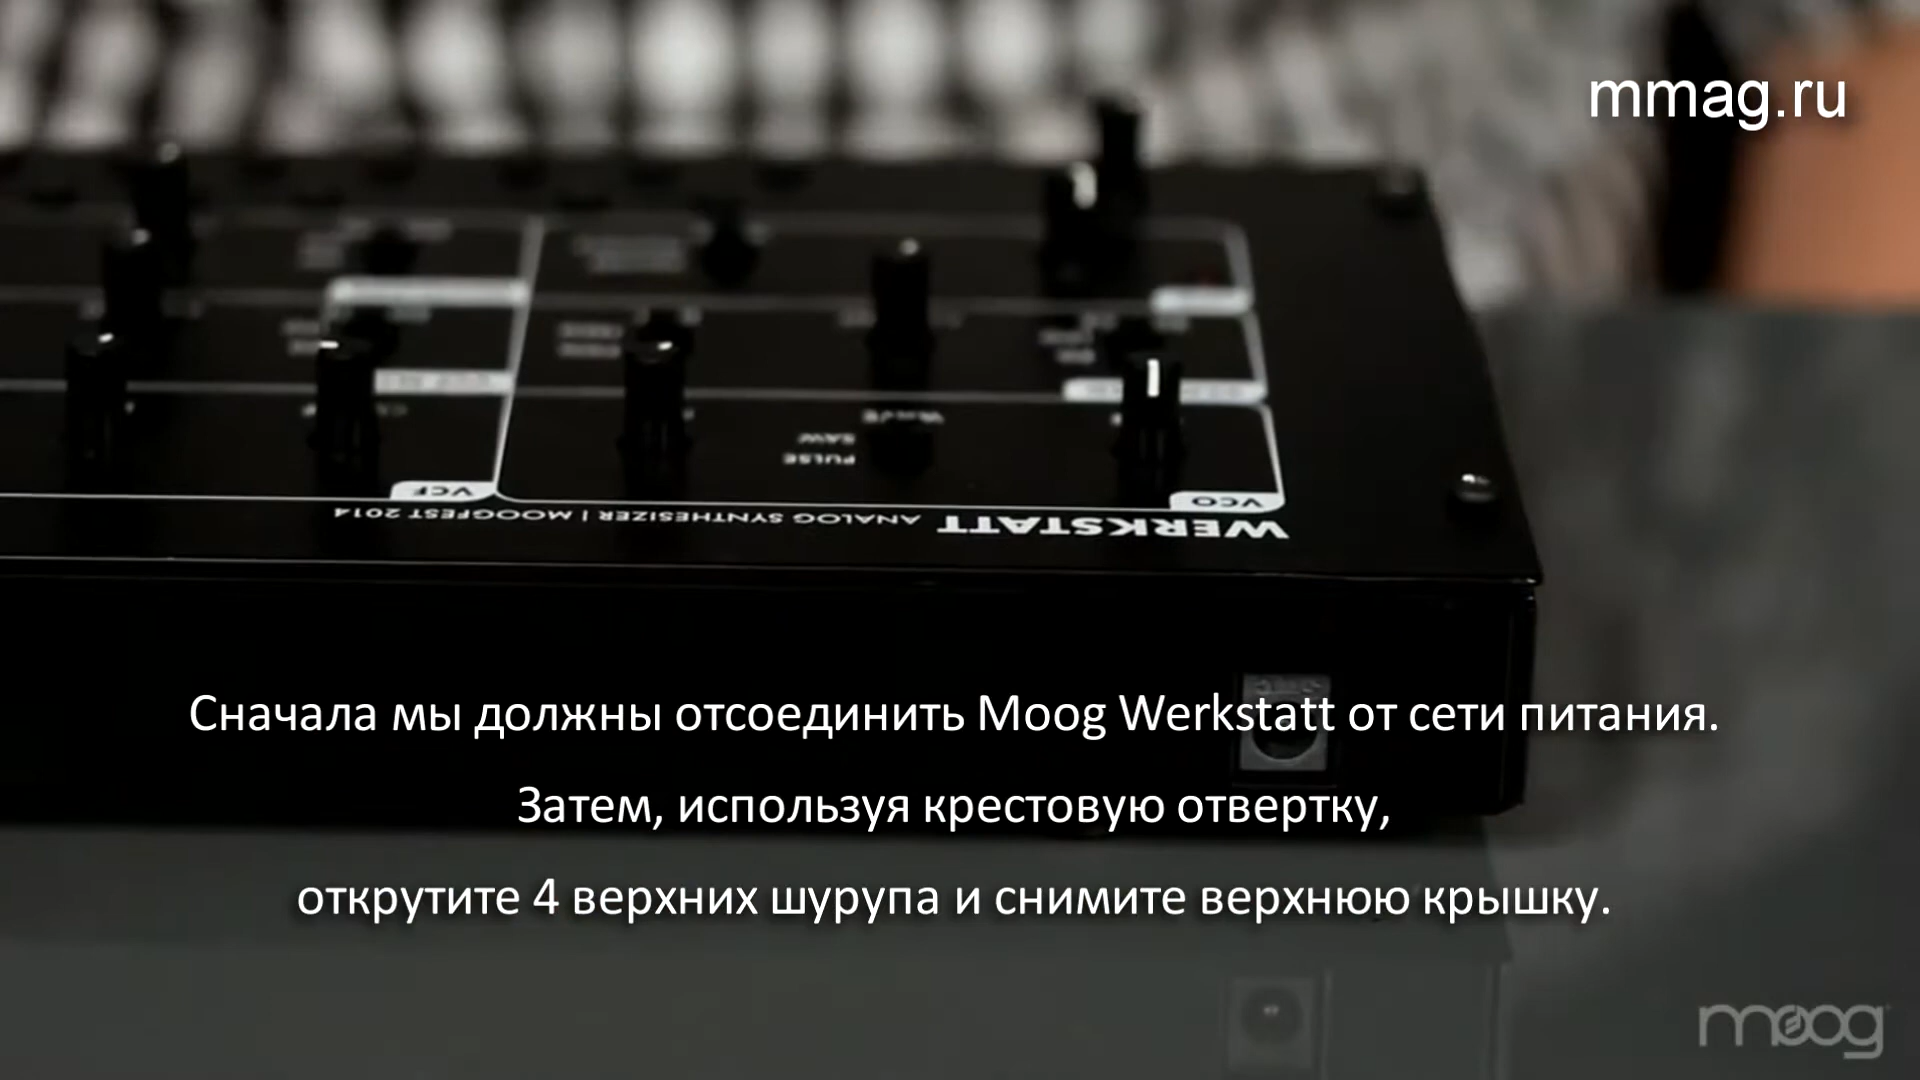 mmag.ru
WAVE
SAW
PULSE
VCF
VCO
WERKSTATT ANALOG SYNTHESIZER | MOOGFEST 2014
Сначала мы должны отсоединить Moog Werkstatt от сети питания.
Затем, используя крестовую отвертку,
открутите 4 верхних шурупа и снимите верхнюю крышку.
moog